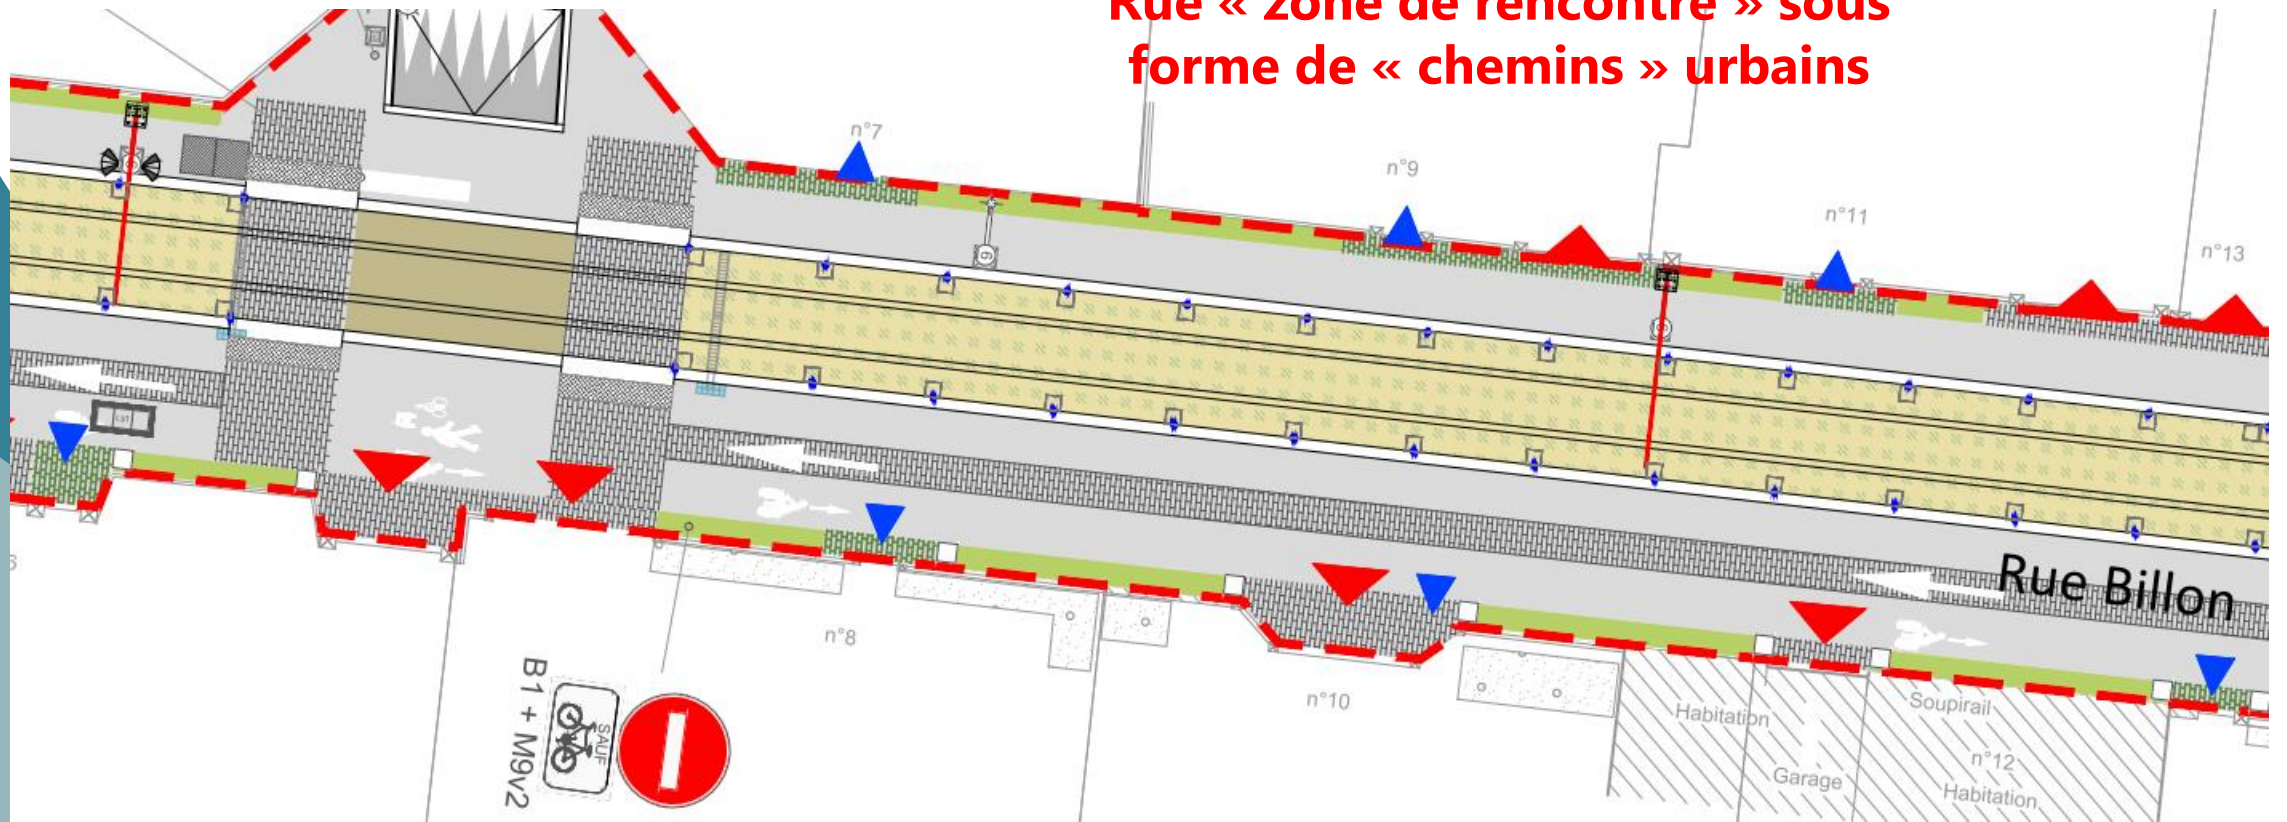 Rue « zone de rencontre » sous
forme de « chemins » urbains
n°7
n°9
n°11
n°13
Rue Billon
n°8
n°10
Habitation
Garage
Soupirail
n°12
Habitation
B1 + M9v2
SAUF